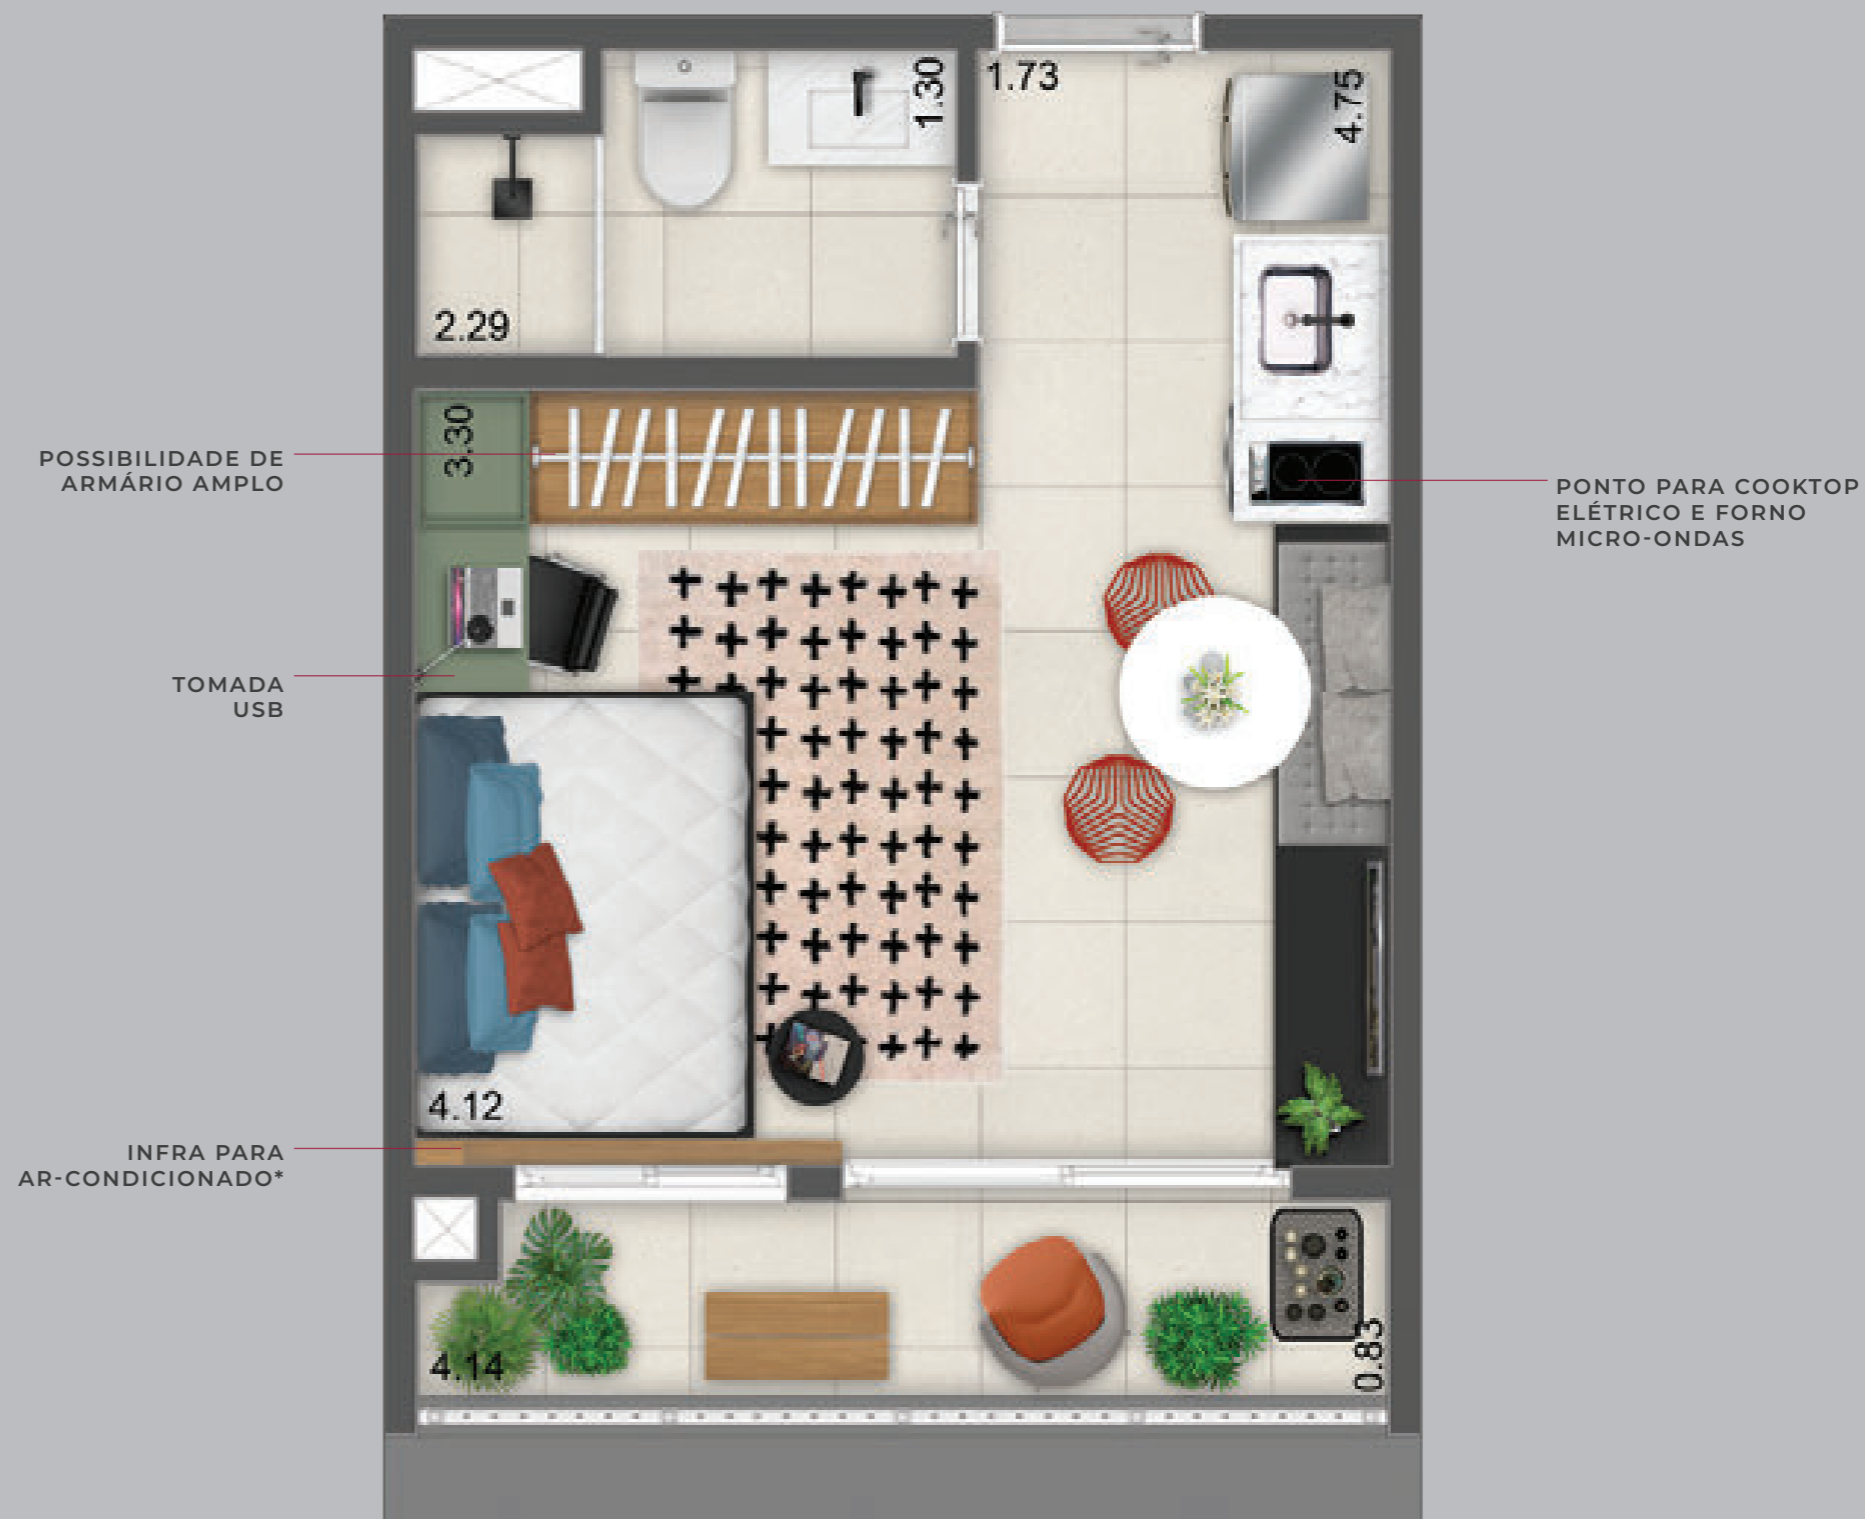 1.30
1.73
4.75
2.29
3.30
POSSIBILIDADE DE
ARMÁRIO AMPLO
PONTO PARA COOKTOP
ELÉTRICO E FORNO
MICRO-ONDAS
TOMADA
USB
4.12
INFRA PARA
AR-CONDICIONADO*
4.14
0.83